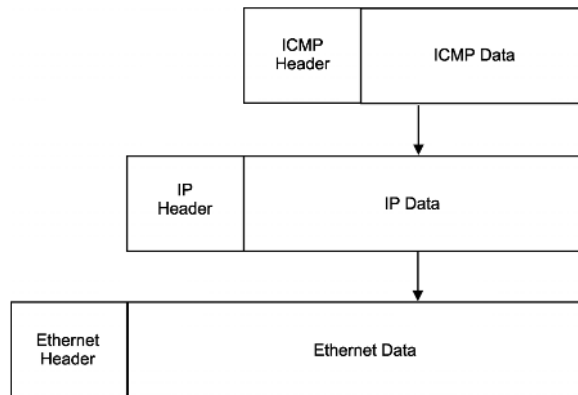 ICMP
Header
ICMP Data
IP
Header
IP Data
Ethernet
Header
Ethernet Data